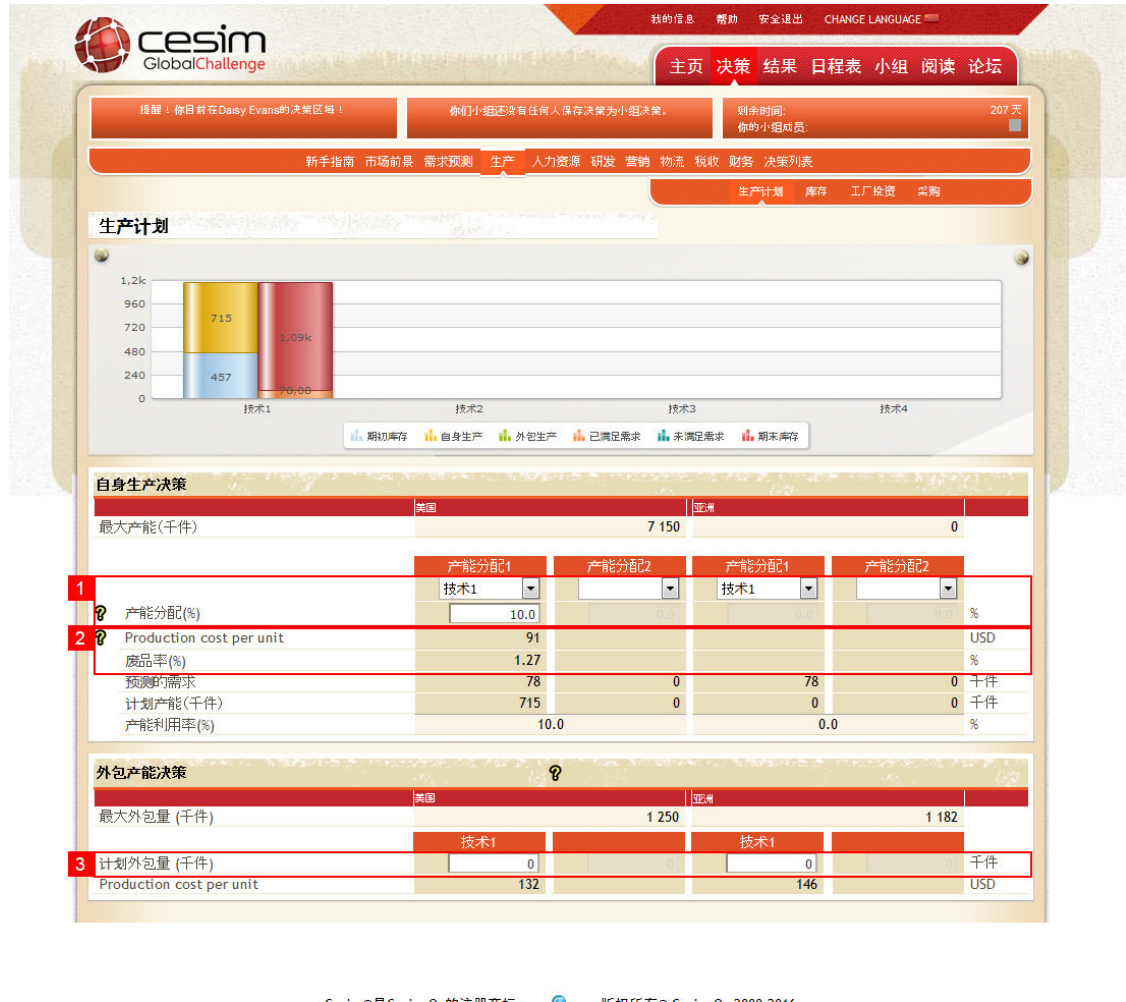 我的信息 帮助 安全退出 CHANGE LANGUAGE
cesim
GlobalChallenge
主页 决策 结果 日程表 小组 阅读 论坛
提醒！你目前在Daisy Evans的决策区域！
你们小组还没有任何人保存决策为小组决策。
剩余时间: 207 天
你的小组成员:
新手指南 市场前景 需求预测 生产 人力资源 研发 营销 物流 税收 财务 决策列表
生产计划 库存 工厂投资 采购
生产计划
1,2k
960
720
480
240
0
715
457
1,09k
78,00
技术1 技术2 技术3 技术4
期初库存 自身生产 外包生产 已满足需求 未满足需求 期末库存
自身生产决策
美国 亚洲
最大产能(千件) 7 150 0
产能分配1 产能分配2 产能分配1 产能分配2
1 技术1 技术1
? 产能分配(%) 10.0 0.0 0.0 0.0 %
2 ? Production cost per unit 91 USD
废品率(%) 1.27 %
预测的需求 78 0 78 0 千件
计划产能(千件) 715 0 0 0 千件
产能利用率(%) 10.0 0.0 %
外包产能决策 ?
美国 亚洲
最大外包量 (千件) 1 250 1 182
技术1 技术1
3 计划外包量 (千件) 0 0 0 0 千件
Production cost per unit 132 146 USD